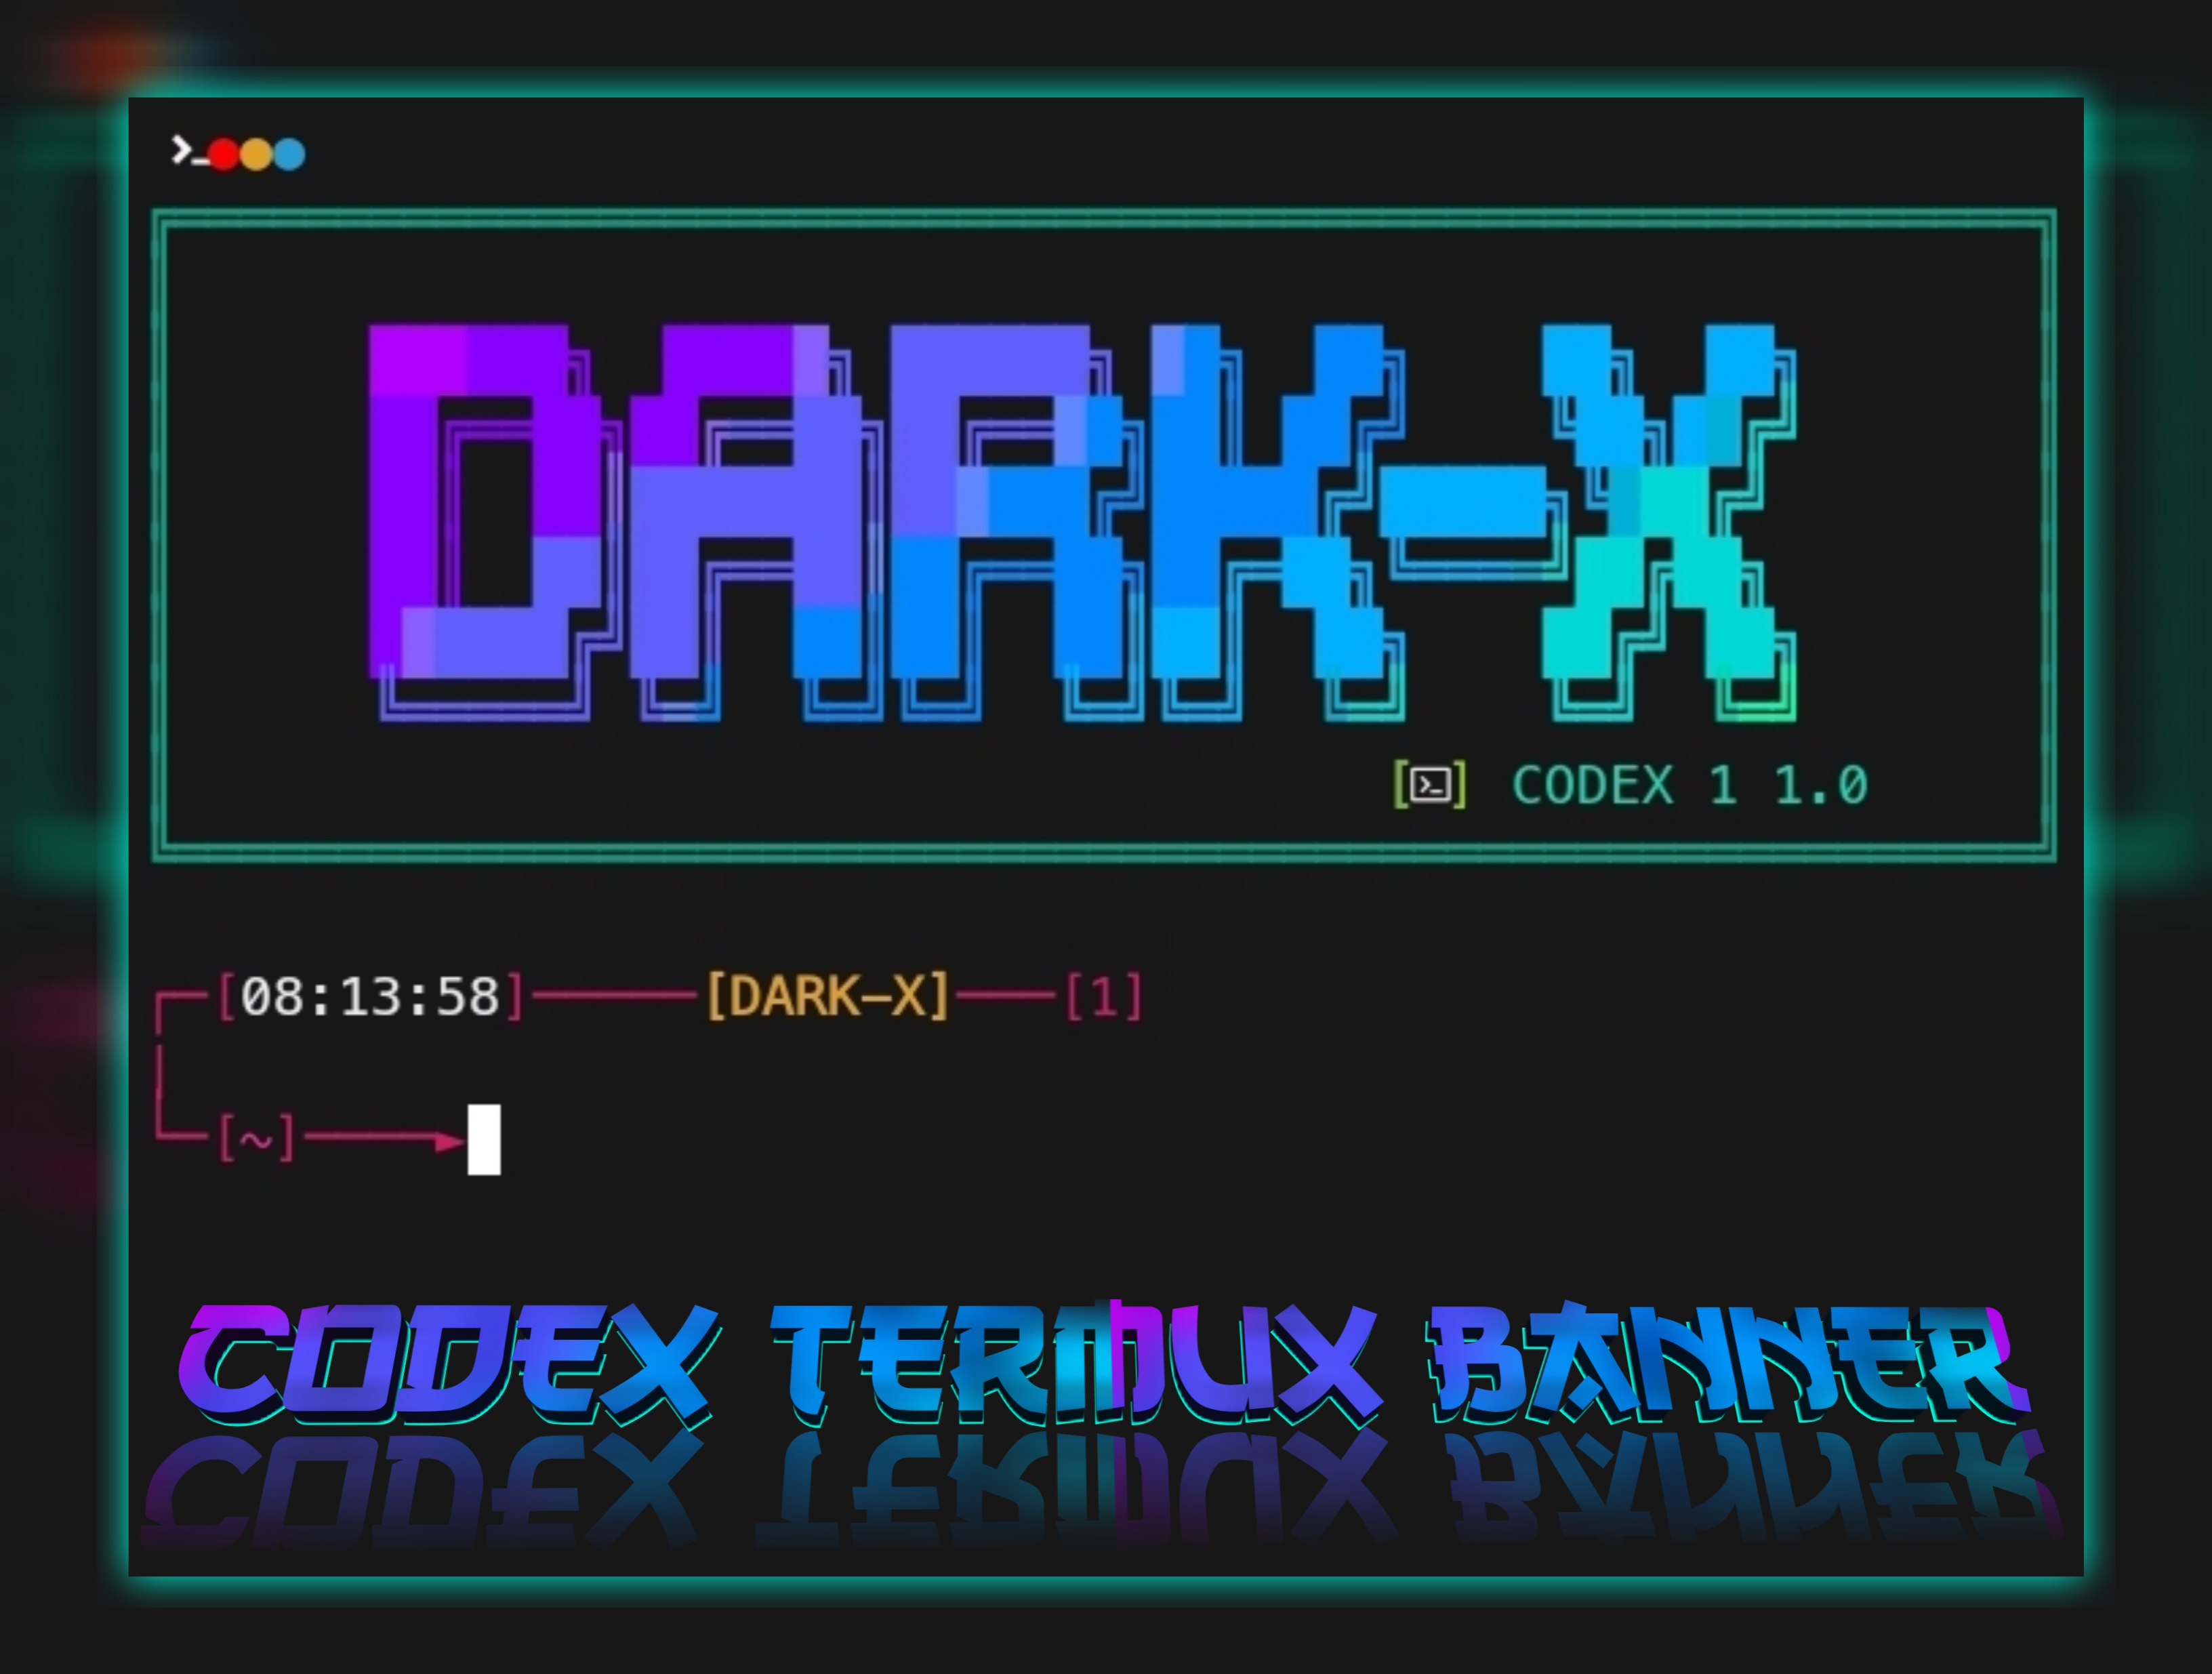 >_
DARK-X
[>_] CODEX 1 1.0
[08:13:58] [DARK-X] [1]
[~]
CODEX TERMUX BANNER